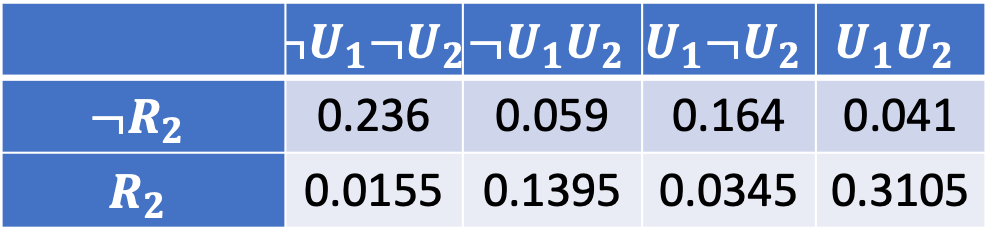 ¬U₁¬U₂ ¬U₁U₂ U₁¬U₂ U₁U₂
¬R₂ 0.236 0.059 0.164 0.041
R₂ 0.0155 0.1395 0.0345 0.3105